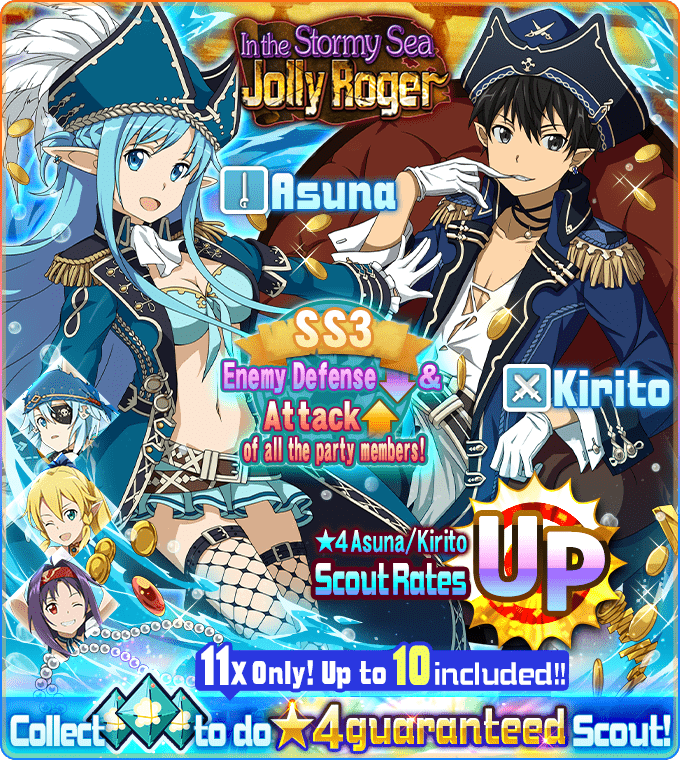 In the Stormy Sea
Jolly Roger
Asuna
SS3
Enemy Defense &
Attack
of all the party members!
Kirito
★4 Asuna/Kirito
Scout Rates
Up
11x Only! Up to 10 included!!
Collect to do ★4 guaranteed Scout!